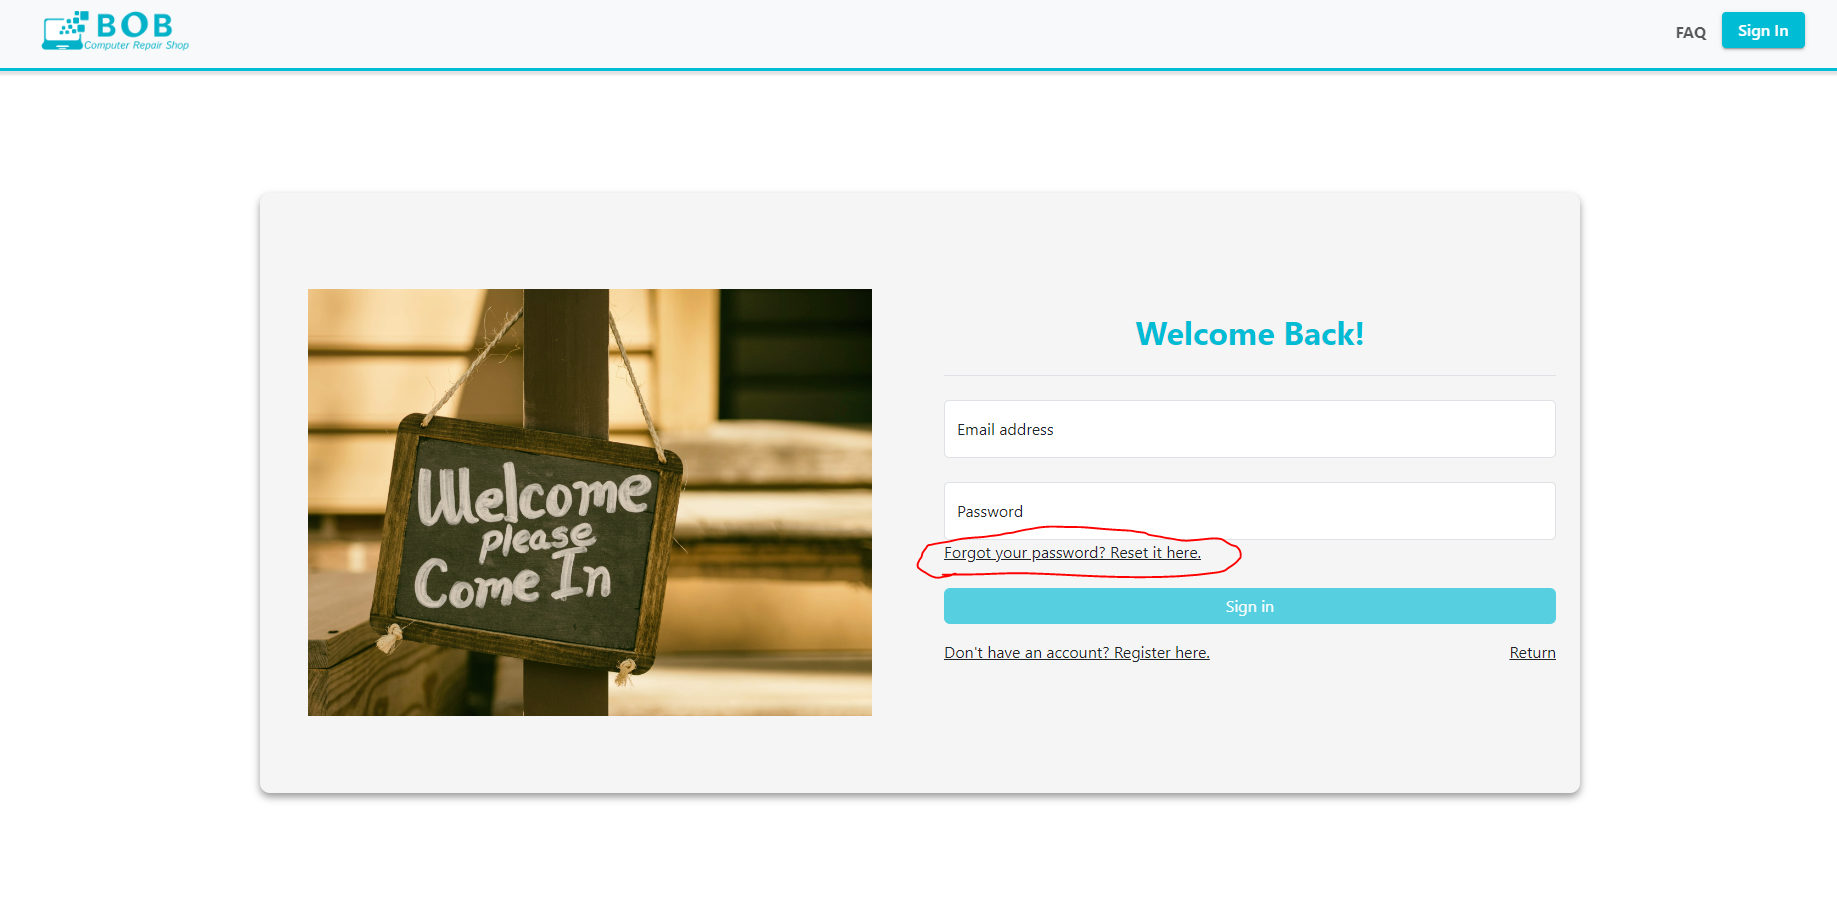 BOB
Computer Repair Shop
FAQ
Sign In
Welcome
please
Come In
Welcome Back!
Email address
Password
Forgot your password? Reset it here.
Sign in
Don't have an account? Register here.
Return